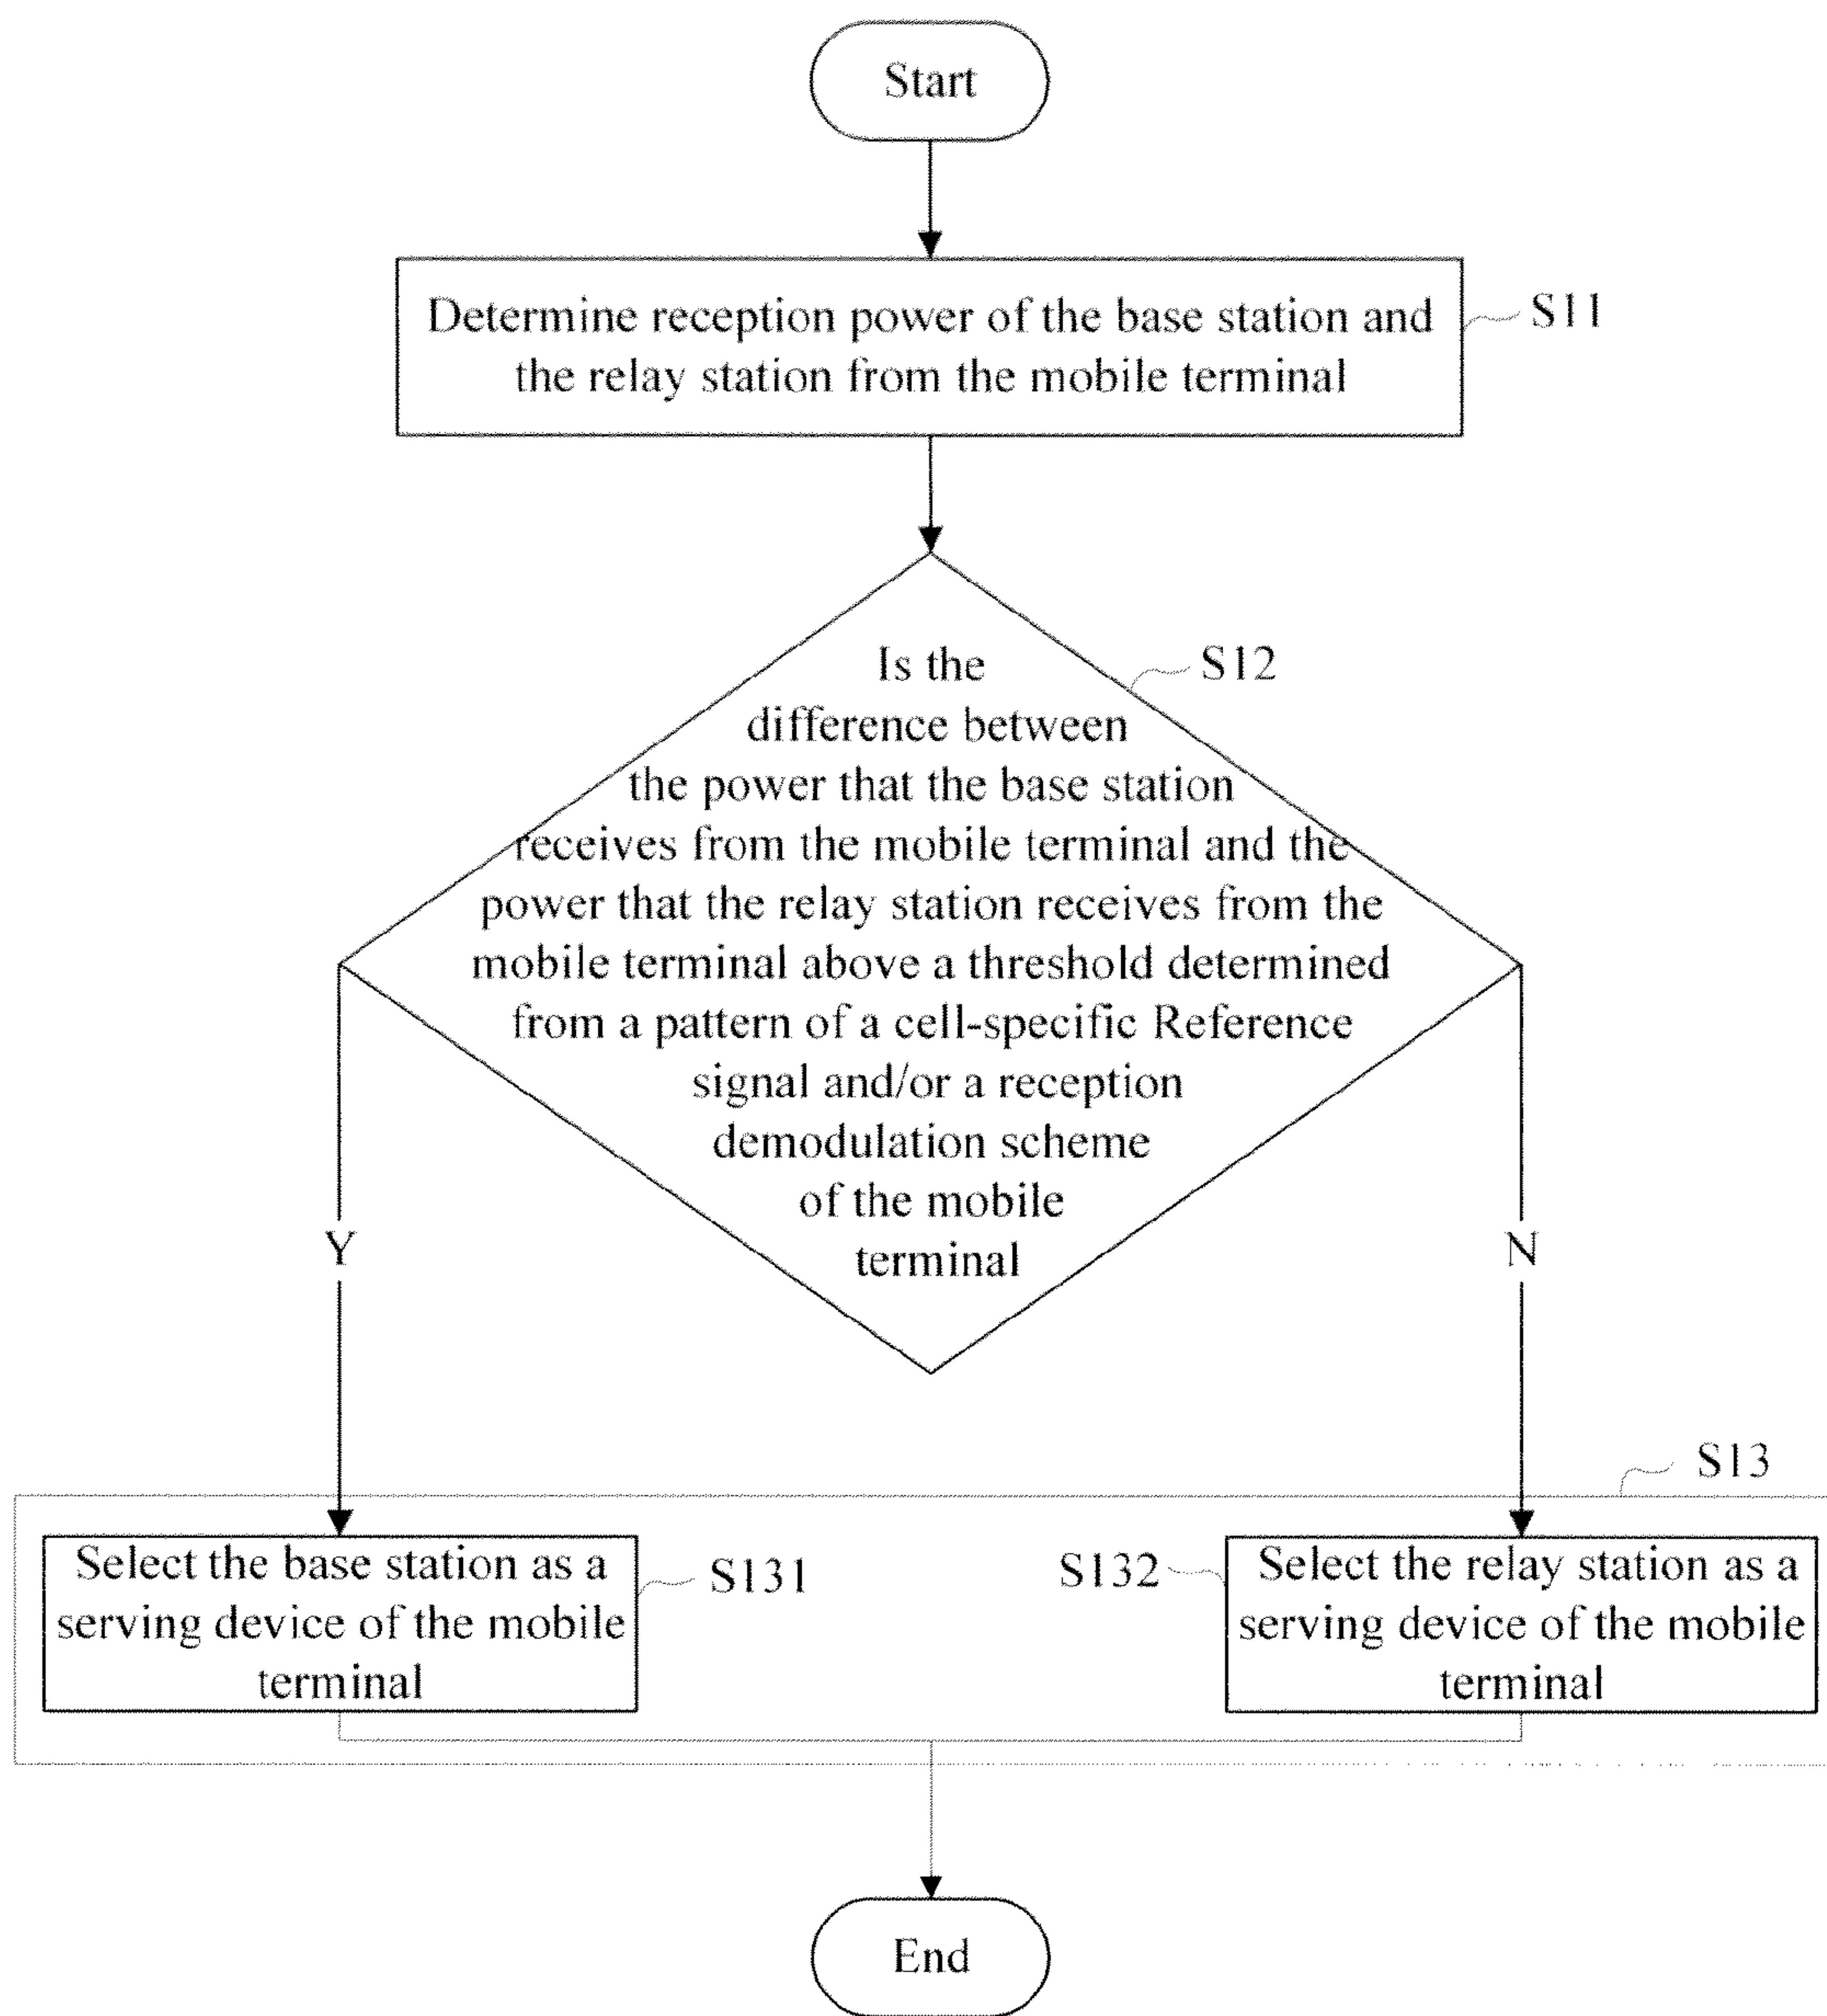 Start
Determine reception power of the base station and
the relay station from the mobile terminal
S11
Is the
S12
difference between
the power that the base station
receives from the mobile terminal and the
power that the relay station receives from the
mobile terminal above a threshold determined
from a pattern of a cell-specific Reference
signal and/or a reception
demodulation scheme
of the mobile
terminal
Y
N
S13
Select the base station as a
serving device of the mobile
terminal
S131
S132
Select the relay station as a
serving device of the mobile
terminal
End